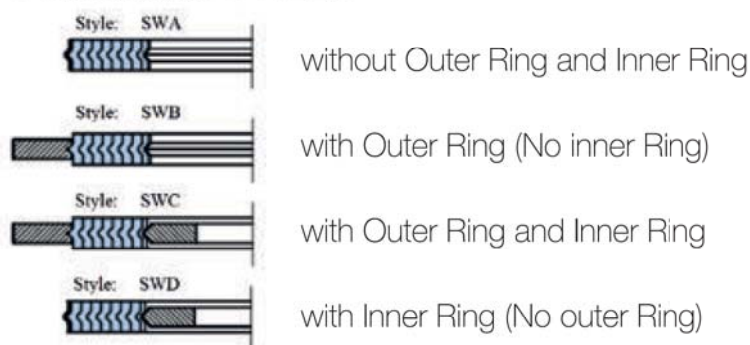 Style: SWA
without Outer Ring and Inner Ring
Style: SWB
with Outer Ring (No inner Ring)
Style: SWC
with Outer Ring and Inner Ring
Style: SWD
with Inner Ring (No outer Ring)